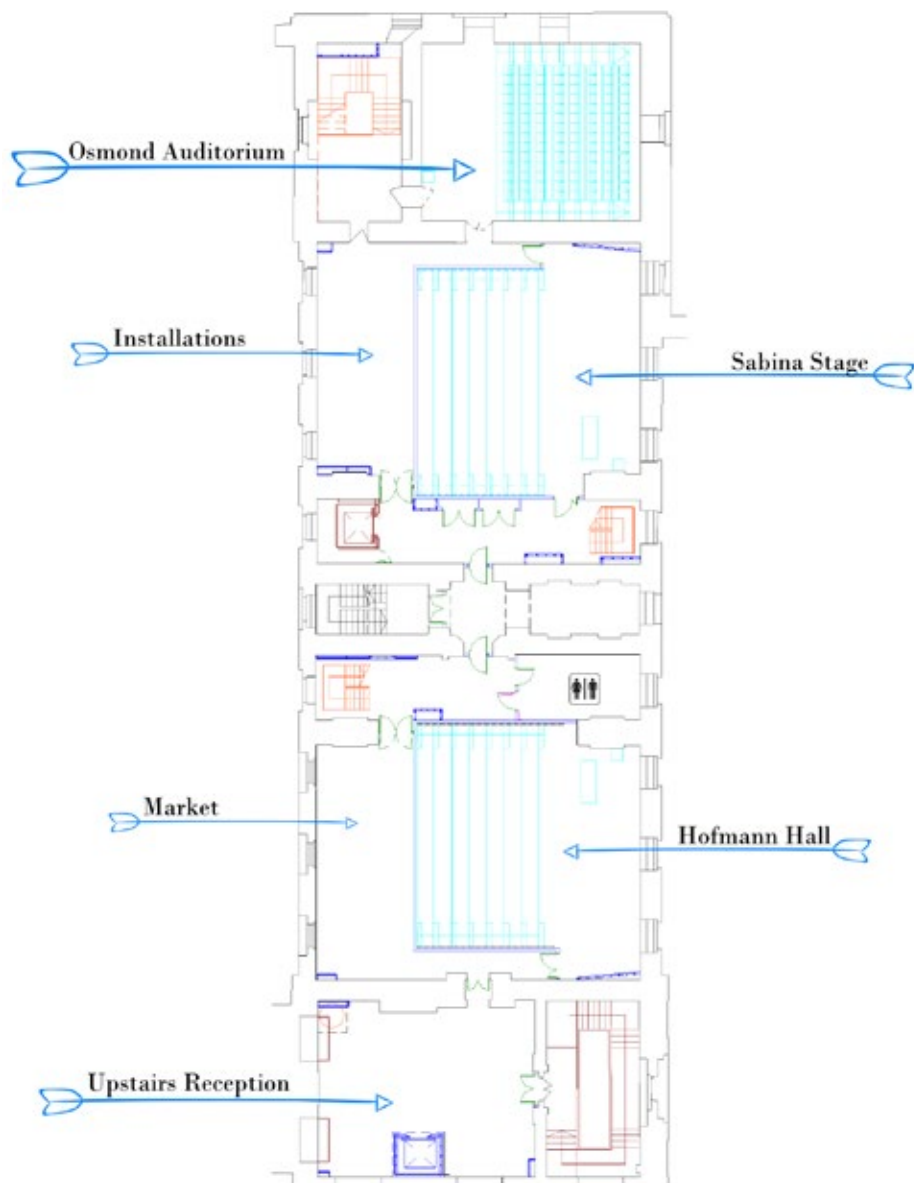 Osmond Auditorium
Installations
Sabina Stage
Market
Hofmann Hall
Upstairs Reception